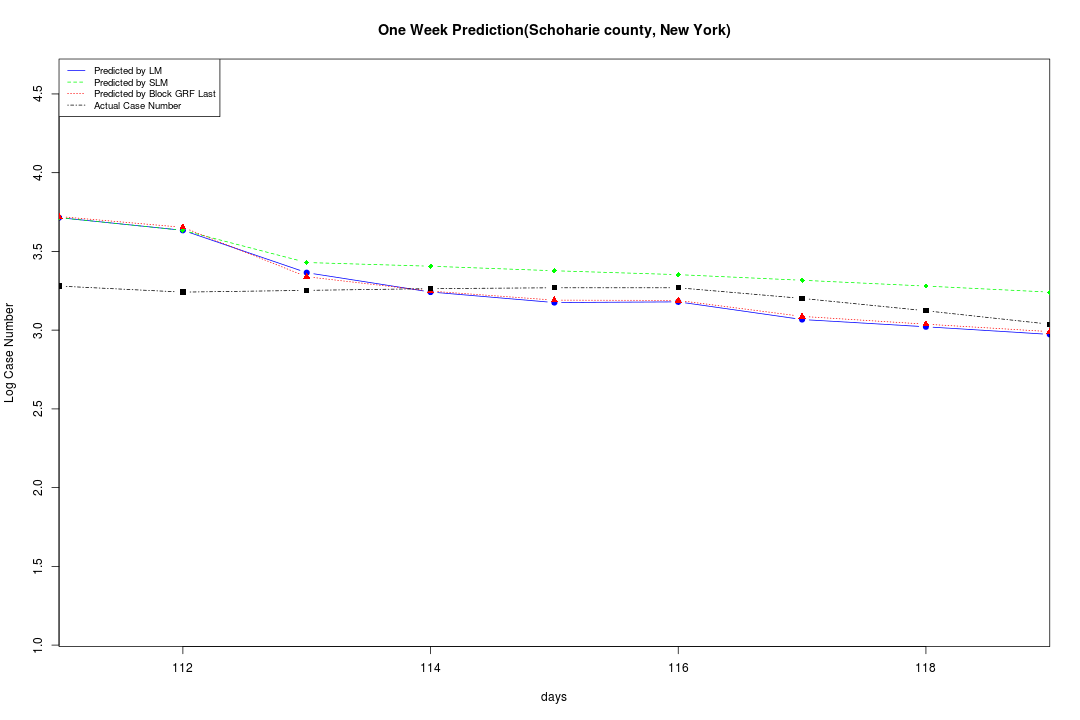 One Week Prediction(Schoharie county, New York)
Predicted by LM
Predicted by SLM
Predicted by Block GRF Last
Actual Case Number
4.5
4.0
3.5
3.0
2.5
2.0
1.5
1.0
Log Case Number
112
114
116
118
days